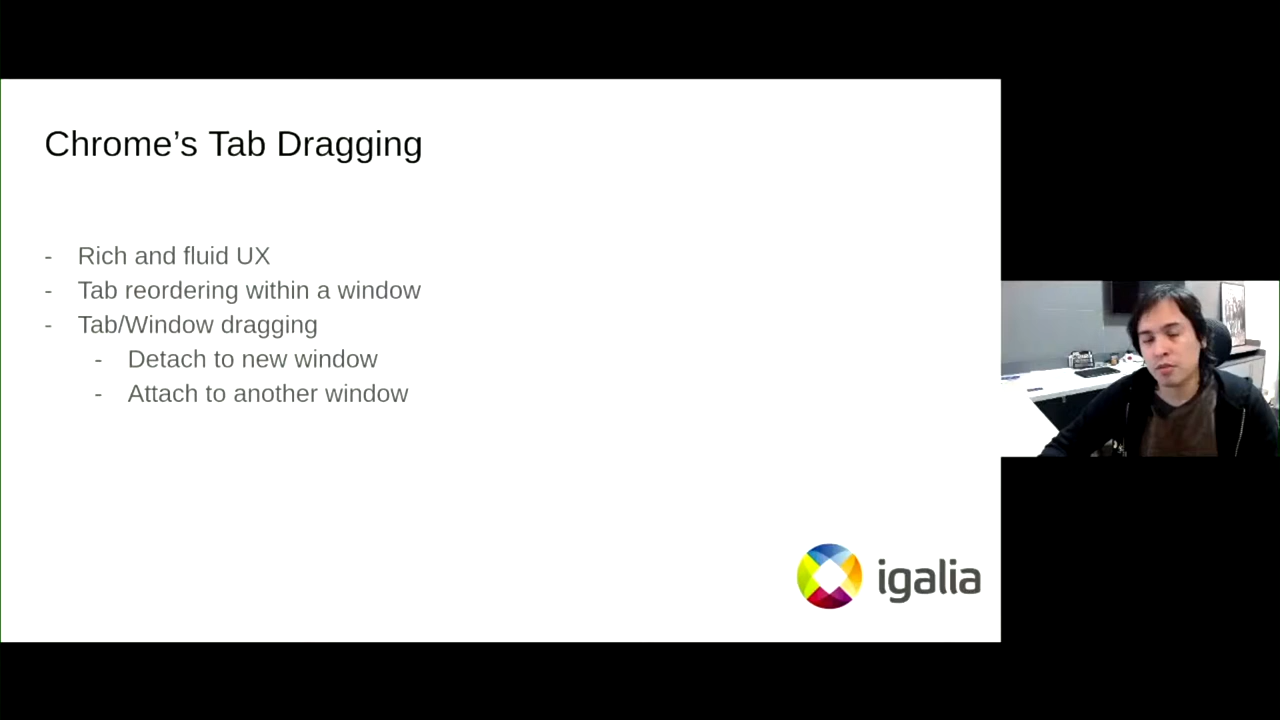 Chrome’s Tab Dragging
- Rich and fluid UX
- Tab reordering within a window
- Tab/Window dragging
- Detach to new window
- Attach to another window
igalia